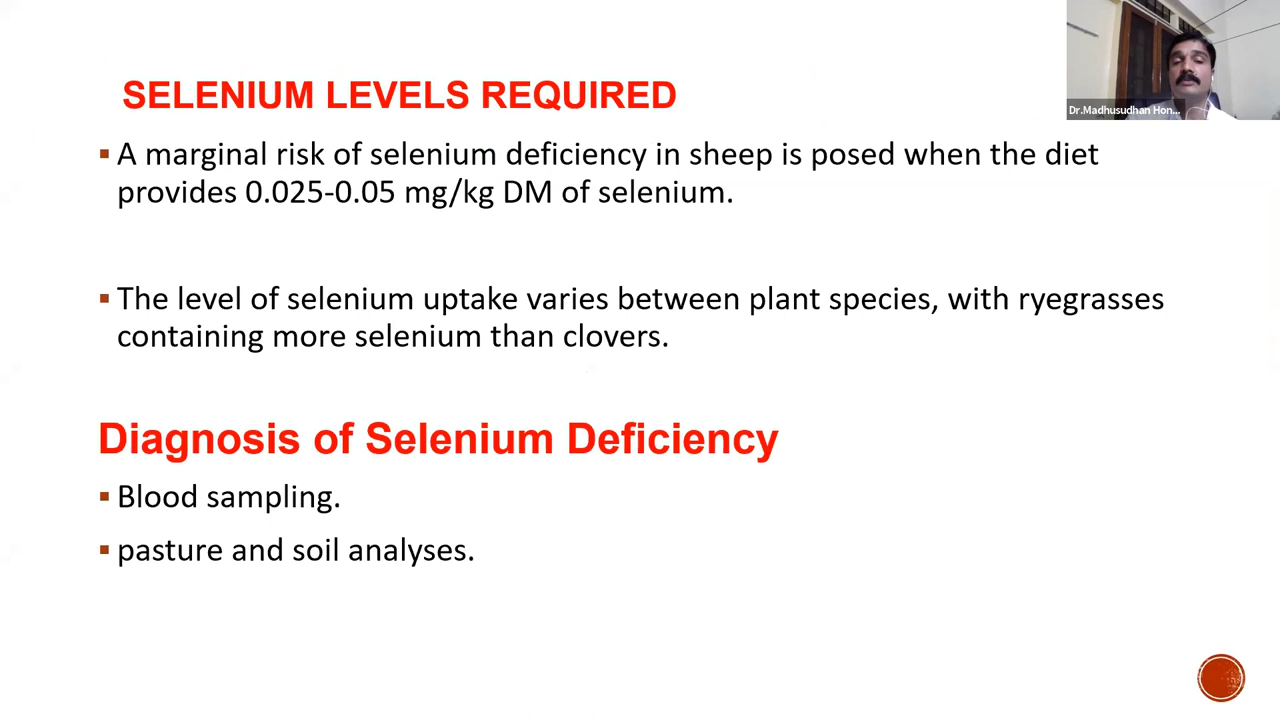 SELENIUM LEVELS REQUIRED
▪ A marginal risk of selenium deficiency in sheep is posed when the diet
provides 0.025-0.05 mg/kg DM of selenium.
▪ The level of selenium uptake varies between plant species, with ryegrasses
containing more selenium than clovers.
Diagnosis of Selenium Deficiency
▪ Blood sampling.
▪ pasture and soil analyses.
Dr.Madhusudhan Hon...